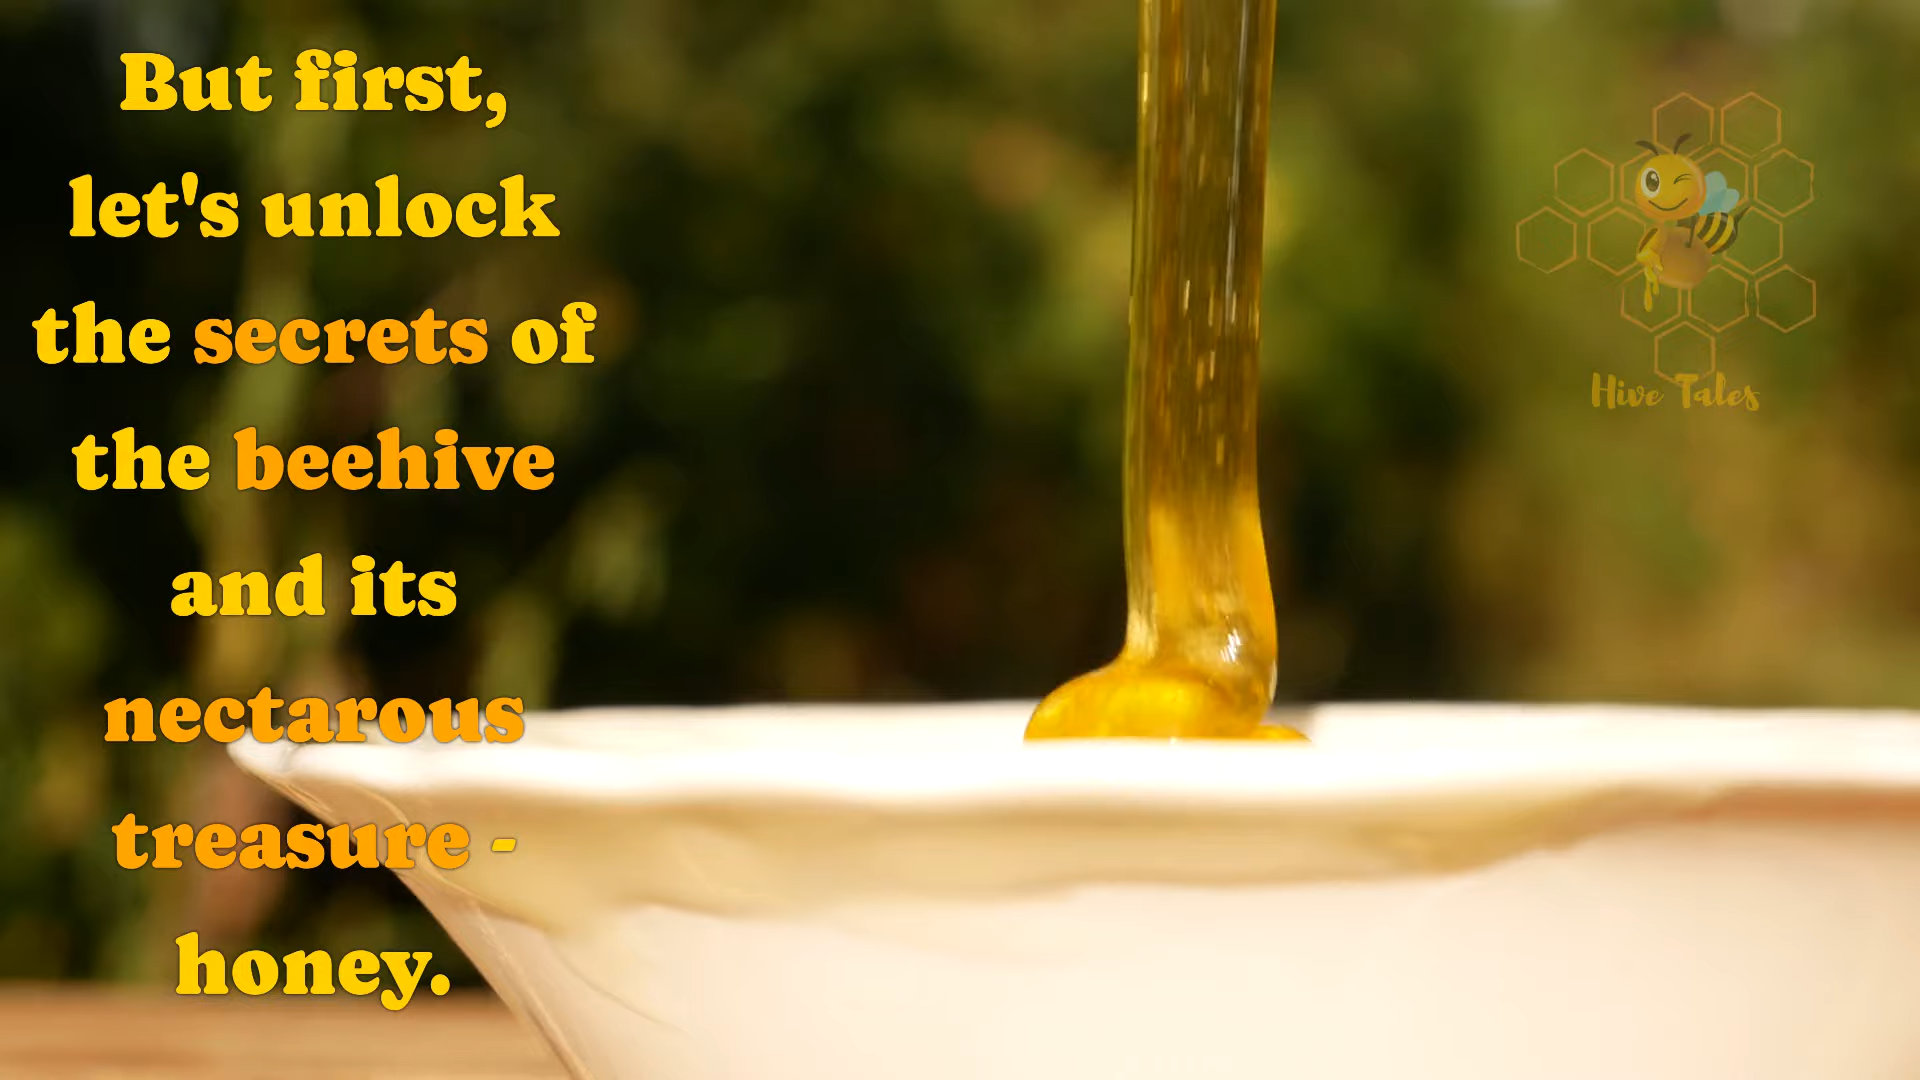 But first,
let's unlock
the secrets of
the beehive
and its
nectarous
treasure -
honey.
Hive Tales